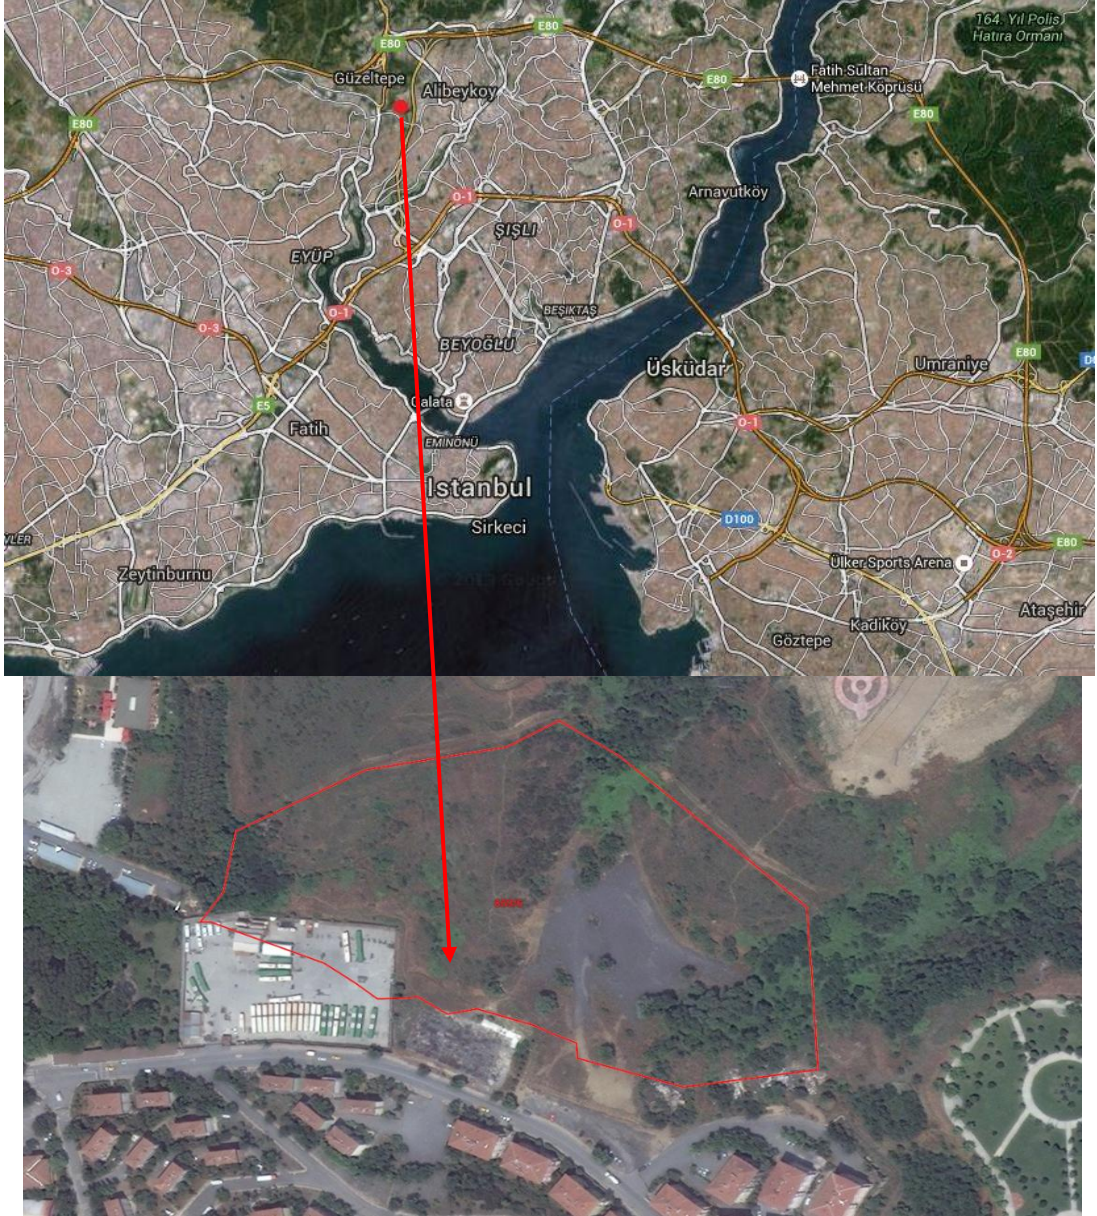 164. Yıl Polis
Hatıra Ormanı
E80
E80
Güzeltepe
Alibeyköy
E80
Fatih Sultan
Mehmet Köprüsü
E80
E80
Arnavutköy
O-1
ŞIŞLI
O-1
EYÜP
O-3
O-3
O-1
BEŞIKTAŞ
BEYOĞLU
E80
Üsküdar
Umraniye
Galata
E5
O-1
Fatih
EMINÖNÜ
Istanbul
Sirkeci
D100
VLER
E80
O-2
Ülker Sports Arena
Zeytinburnu
Ataşehir
Kadıköy
Göztepe